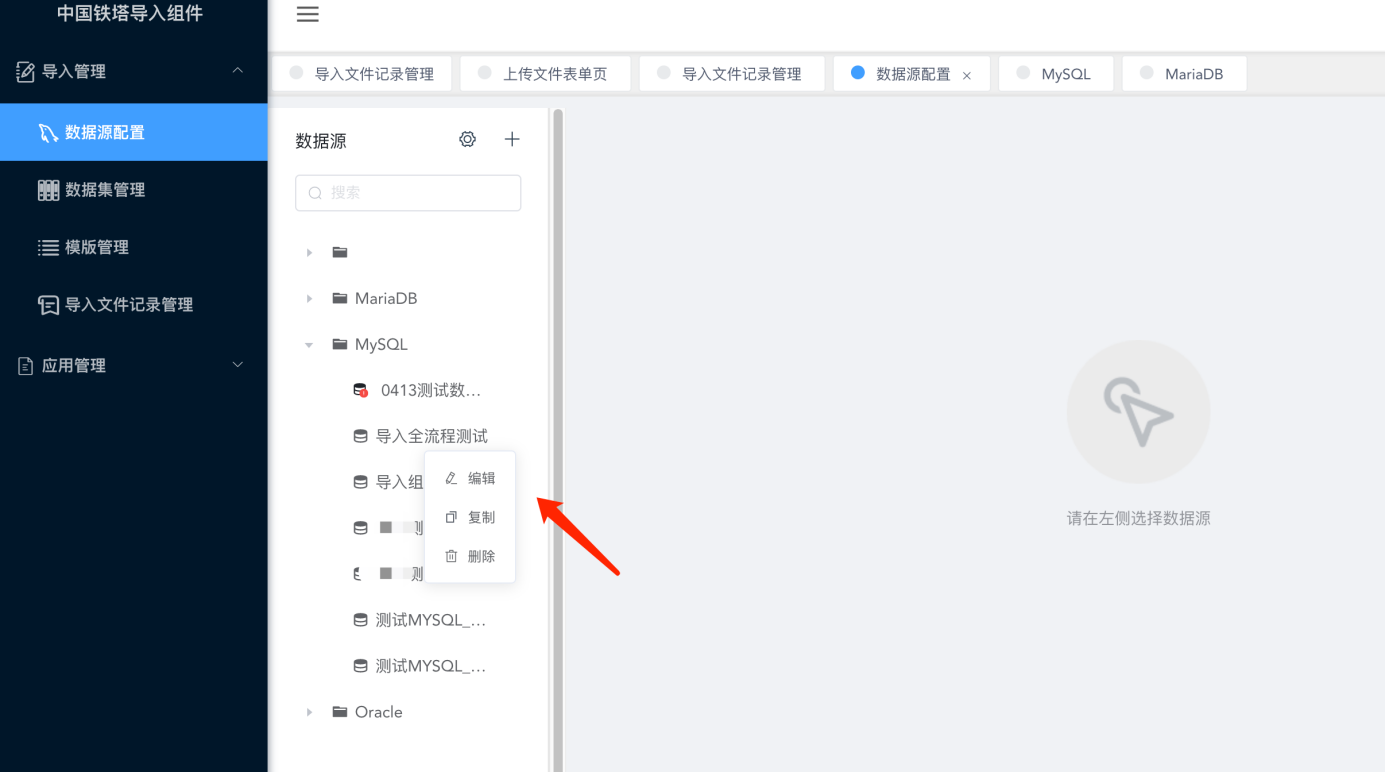 中国铁塔导入组件
导入管理
数据源配置
数据集管理
模版管理
导入文件记录管理
应用管理
导入文件记录管理
上传文件表单页
导入文件记录管理
数据源配置
MySQL
MariaDB
数据源
搜索
MariaDB
MySQL
0413测试数...
导入全流程测试
导入组
测
测试MYSQL_...
测试MYSQL_...
Oracle
编辑
复制
删除
请在左侧选择数据源